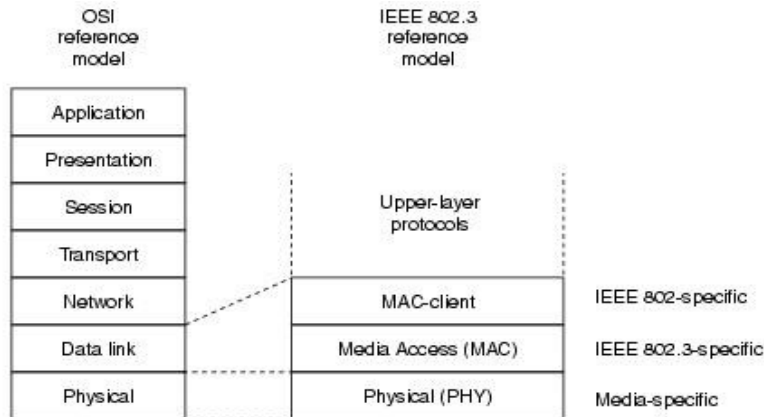 OSI
reference
model
IEEE 802.3
reference
model
Application
Presentation
Session
Transport
Network
Data link
Physical
Upper-layer
protocols
MAC-client
Media Access (MAC)
Physical (PHY)
IEEE 802-specific
IEEE 802.3-specific
Media-specific